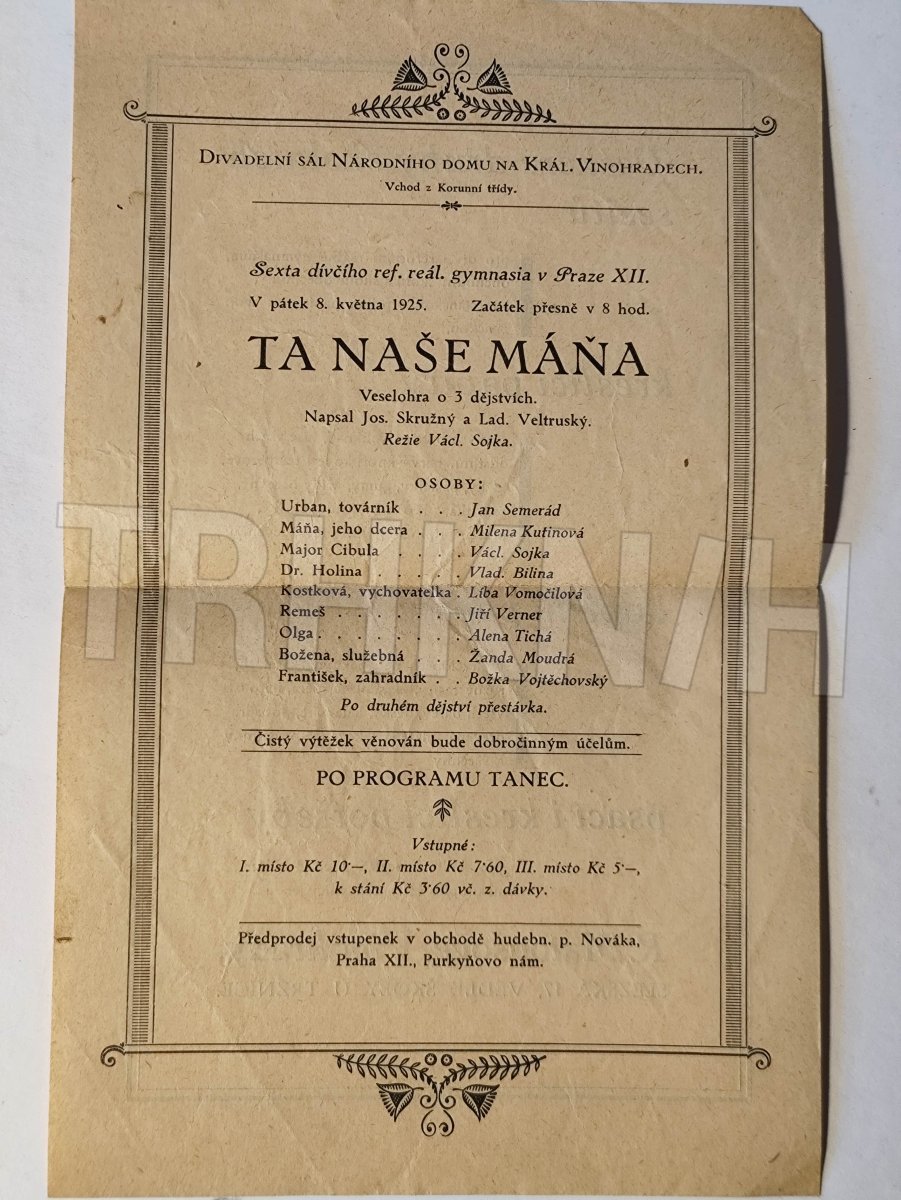 Divadelní sál Národního domu na Král. Vinohradech.
Vchod z Korunní třídy.
Sexta dívčího ref. reál. gymnasia v Praze XII.
V pátek 8. května 1925. Začátek přesně v 8 hod.
TA NAŠE MÁŇA
Veselohra o 3 dějstvích.
Napsal Jos. Skružný a Lad. Veltruský.
Režie Václ. Sojka.
OSOBY:
Urban, továrník . . . Jan Semerád
Máňa, jeho dcera . . . Milena Kutinová
Major Cibula . . . . Václ. Sojka
Dr. Holina . . . . . Vlad. Bilina
Kostková, vychovatelka . Líba Vomočilová
Remeš . . . . . . . Jiří Verner
Olga . . . . . . . . Alena Tichá
Božena, služebná . . . Žanda Moudrá
František, zahradník . . Božka Vojtěchovský
Po druhém dějství přestávka.
Čistý výtěžek věnován bude dobročinným účelům.
PO PROGRAMU TANEC.
Vstupné:
I. místo Kč 10·—, II. místo Kč 7·60, III. místo Kč 5·—,
k stání Kč 3·60 vč. z. dávky.
Předprodej vstupenek v obchodě hudebn. p. Nováka,
Praha XII., Purkyňovo nám.